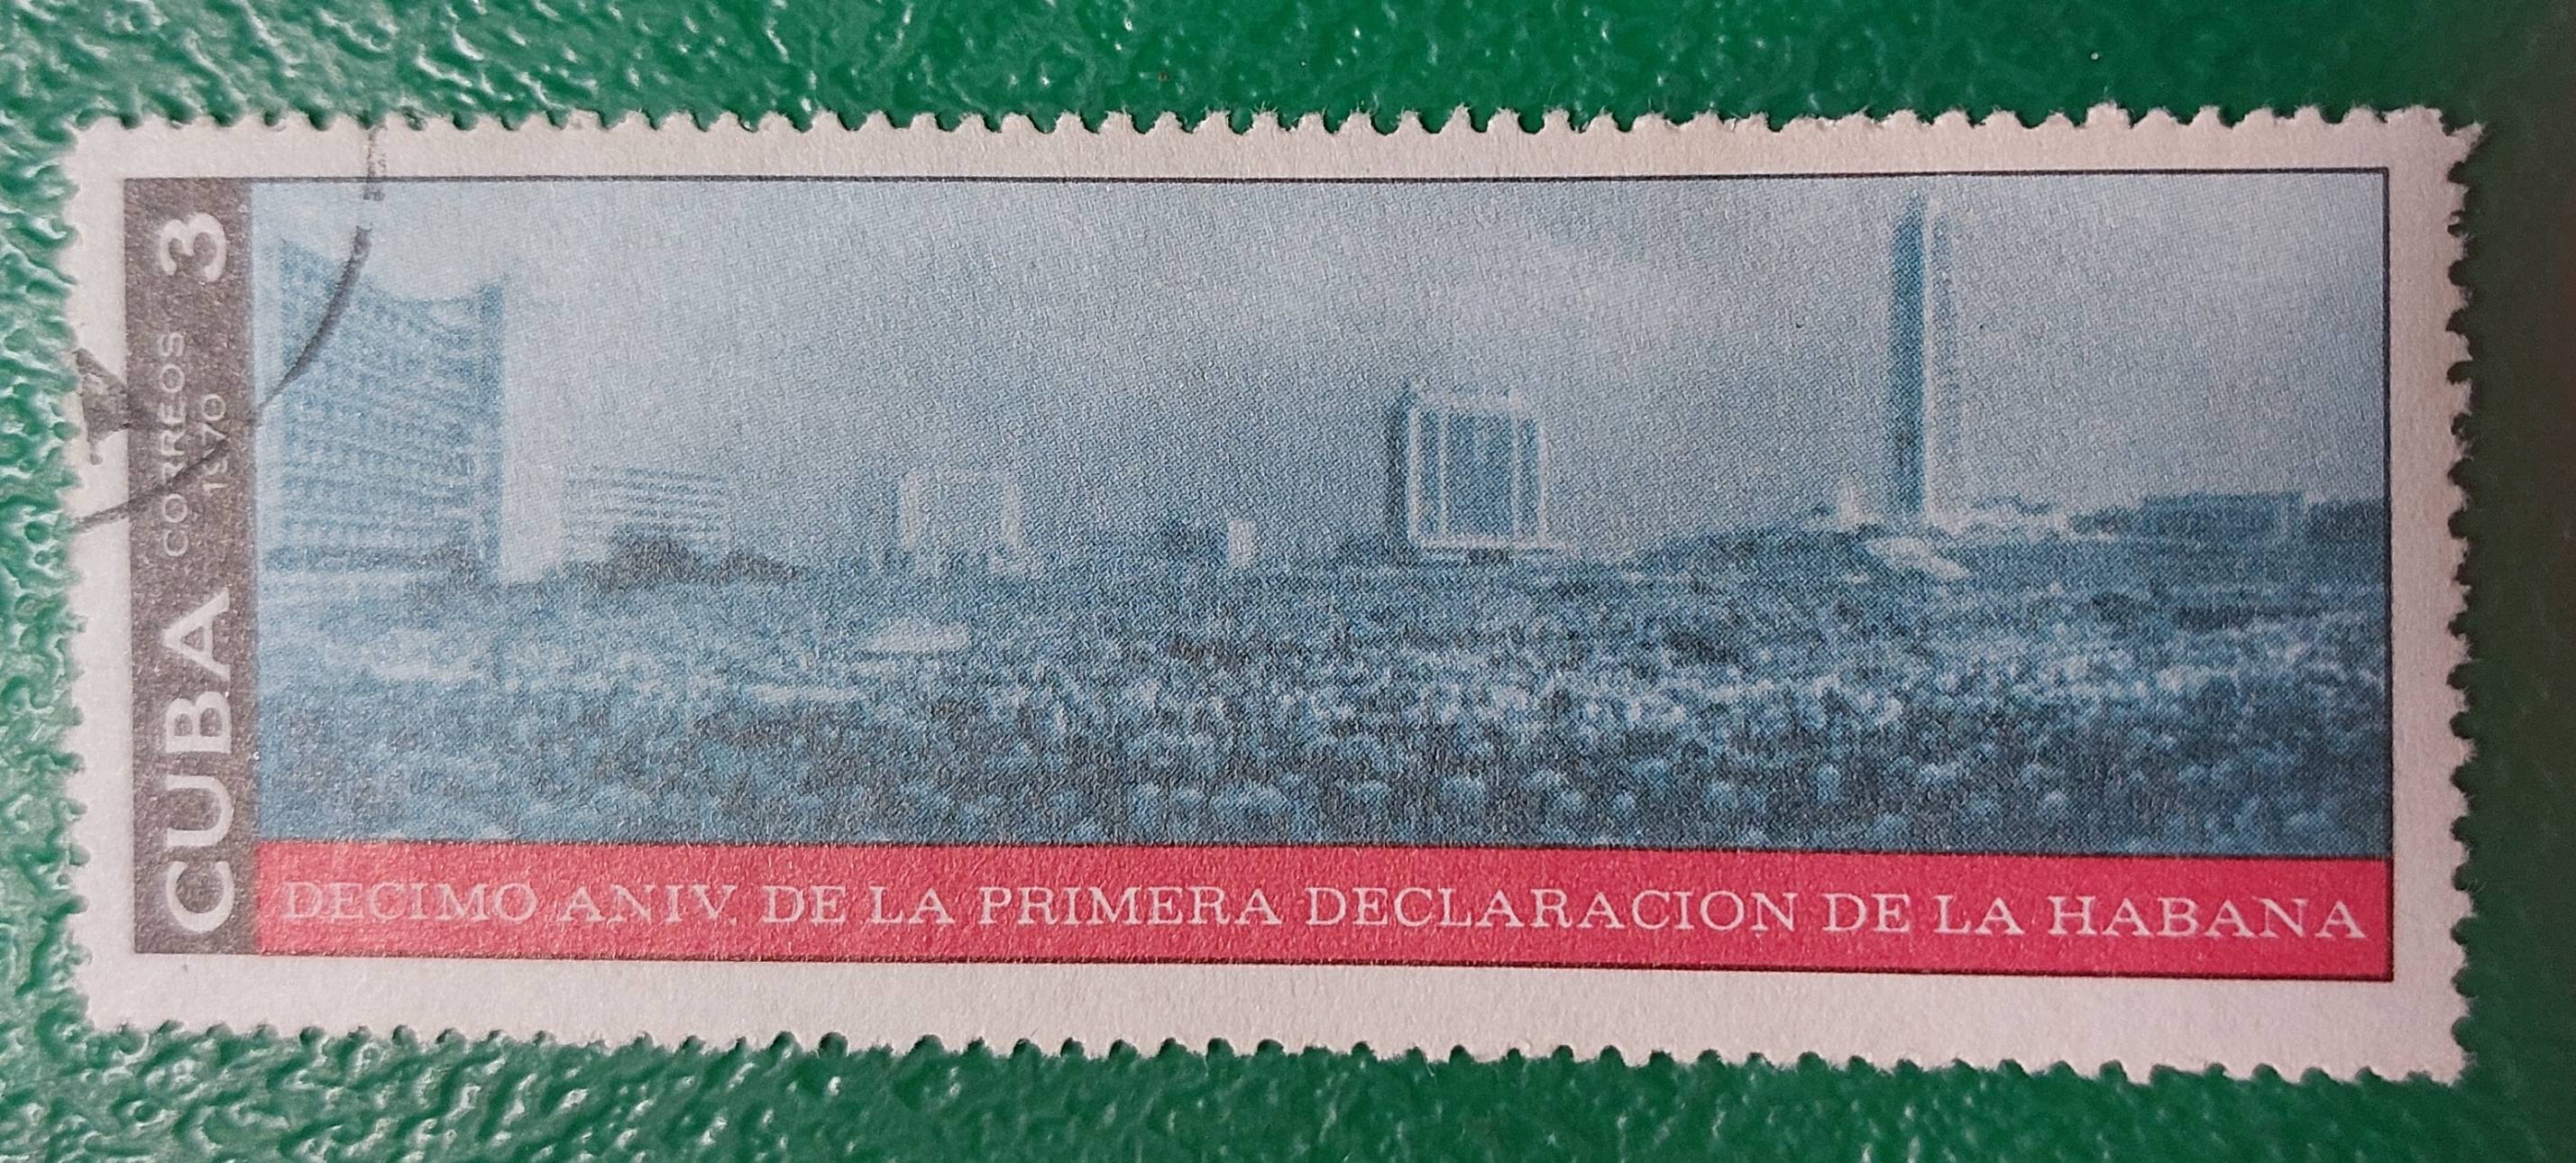 CUBA CORREOS 3
1970
DECIMO ANIV. DE LA PRIMERA DECLARACION DE LA HABANA